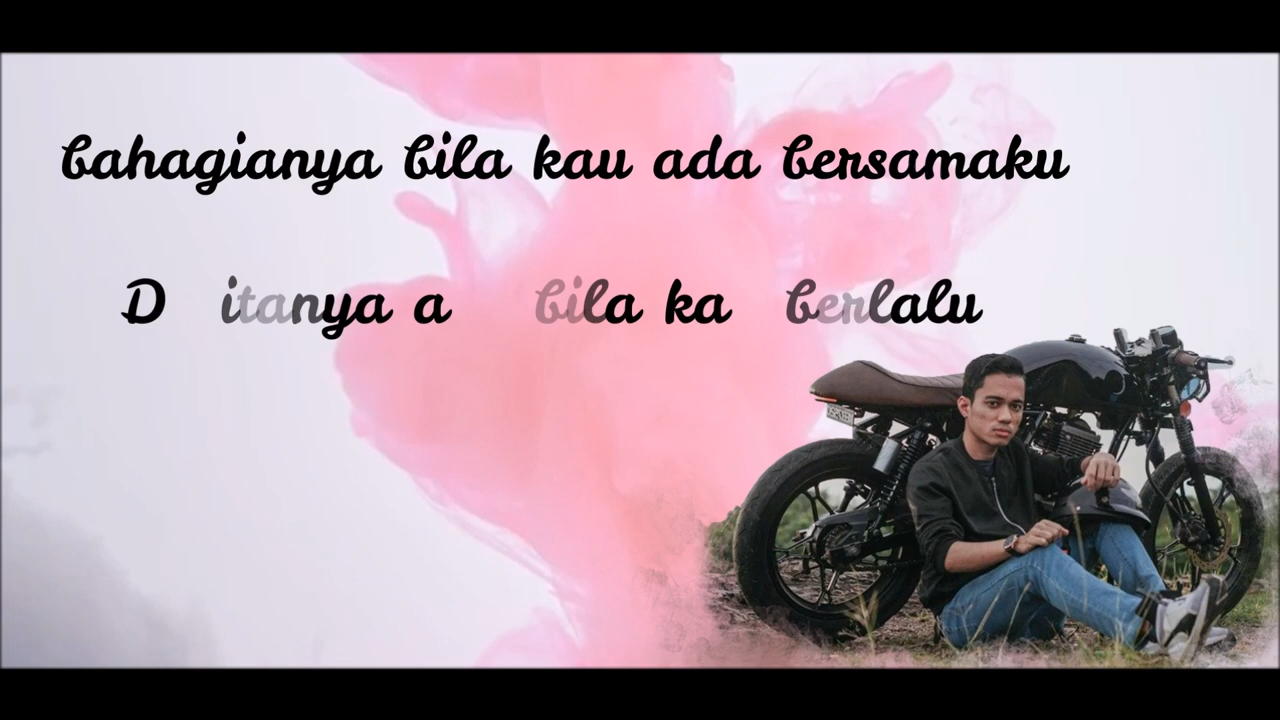 bahagianya bila kau ada bersamaku
D itanya a bila ka berlalu